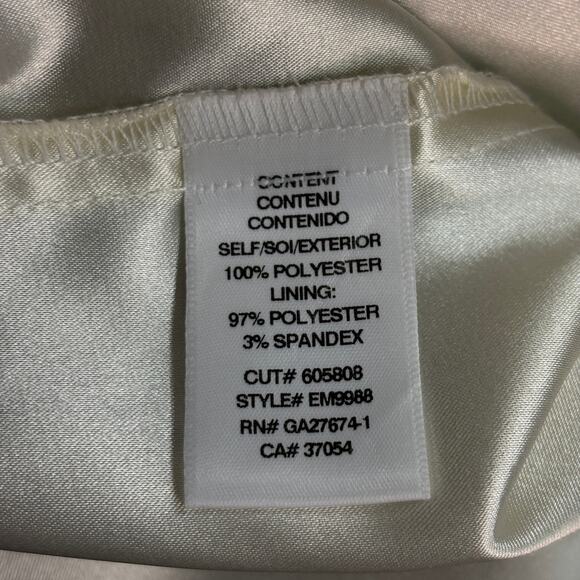 CONTENT
CONTENU
CONTENIDO
SELF/SOI/EXTERIOR
100% POLYESTER
LINING:
97% POLYESTER
3% SPANDEX
CUT# 605808
STYLE# EM9988
RN# GA27674-1
CA# 37054